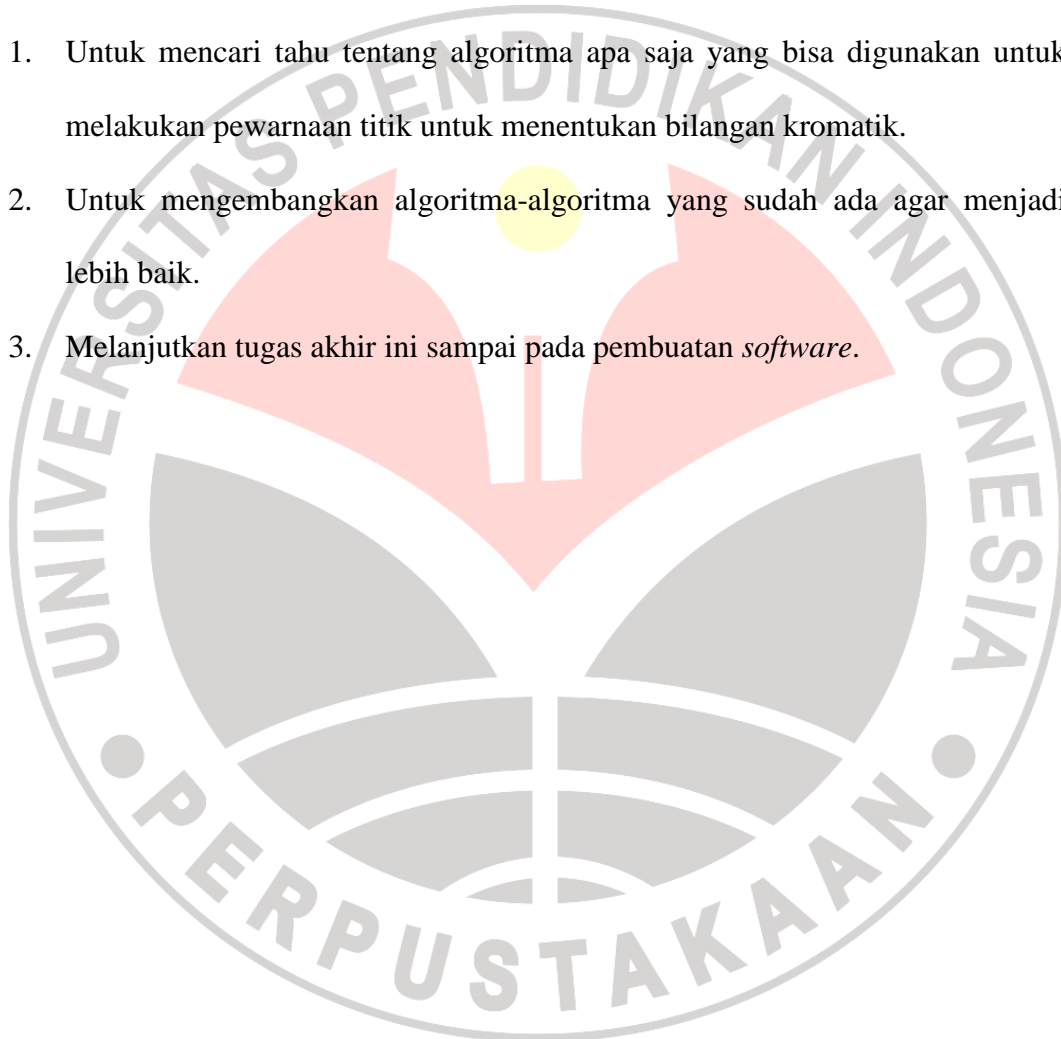 1. Untuk mencari tahu tentang algoritma apa saja yang bisa digunakan untuk
melakukan pewarnaan titik untuk menentukan bilangan kromatik.
2. Untuk mengembangkan algoritma-algoritma yang sudah ada agar menjadi
lebih baik.
3. Melanjutkan tugas akhir ini sampai pada pembuatan software.
UNIVERSITAS PENDIDIKAN INDONESIA
PERPUSTAKAAN